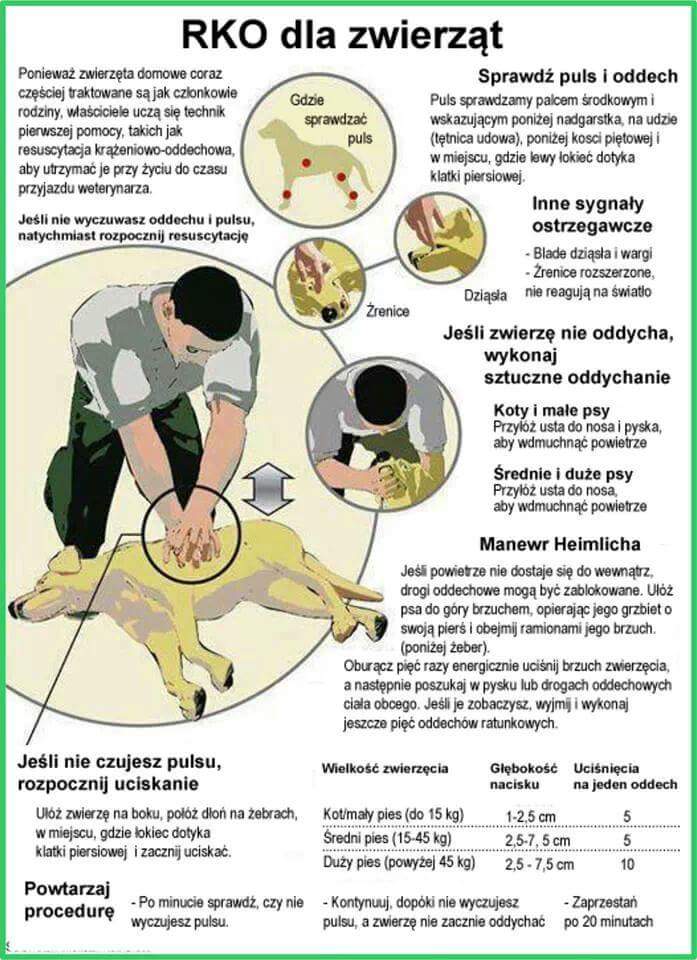 RKO dla zwierząt
Ponieważ zwierzęta domowe coraz
częściej traktowane są jak członkowie
rodziny, właściciele uczą się technik
pierwszej pomocy, takich jak
resuscytacja krążeniowo-oddechowa,
aby utrzymać je przy życiu do czasu
przyjazdu weterynarza.
Jeśli nie wyczuwasz oddechu i pulsu,
natychmiast rozpocznij resuscytację
Gdzie
sprawdzać
puls
Sprawdź puls i oddech
Puls sprawdzamy palcem środkowym i
wskazującym poniżej nadgarstka, na udzie
(tętnica udowa), poniżej kosci piętowej i
w miejscu, gdzie lewy łokieć dotyka
klatki piersiowej.
Inne sygnały
ostrzegawcze
- Blade dziąsła i wargi
- Źrenice rozszerzone,
nie reagują na światło
Źrenice
Dziąsła
Jeśli zwierzę nie oddycha,
wykonaj
sztuczne oddychanie
Koty i małe psy
Przyłóż usta do nosa i pyska,
aby wdmuchnąć powietrze
Średnie i duże psy
Przyłóż usta do nosa,
aby wdmuchnąć powietrze
Manewr Heimlicha
Jeśli powietrze nie dostaje się do wewnątrz,
drogi oddechowe mogą być zablokowane. Ułóż
psa do góry brzuchem, opierając jego grzbiet o
swoją pierś i obejmij ramionami jego brzuch.
(poniżej żeber).
Oburącz pięć razy energicznie uciśnij brzuch zwierzęcia,
a następnie poszukaj w pysku lub drogach oddechowych
ciała obcego. Jeśli je zobaczysz, wyjmij i wykonaj
jeszcze pięć oddechów ratunkowych.
Jeśli nie czujesz pulsu,
rozpocznij uciskanie
Ułóż zwierzę na boku, połóż dłoń na żebrach,
w miejscu, gdzie łokiec dotyka
klatki piersiowej i zacznij uciskać.
Wielkość zwierzęcia Głębokość nacisku Uciśnięcia na jeden oddech
Kot/mały pies (do 15 kg) 1-2,5 cm 5
Średni pies (15-45 kg) 2,5-7, 5 cm 5
Duży pies (powyżej 45 kg) 2,5 - 7,5 cm 10
Powtarzaj
procedurę
- Po minucie sprawdź, czy nie
wyczujesz pulsu.
- Kontynuuj, dopóki nie wyczujesz
pulsu, a zwierzę nie zacznie oddychać
- Zaprzestań
po 20 minutach